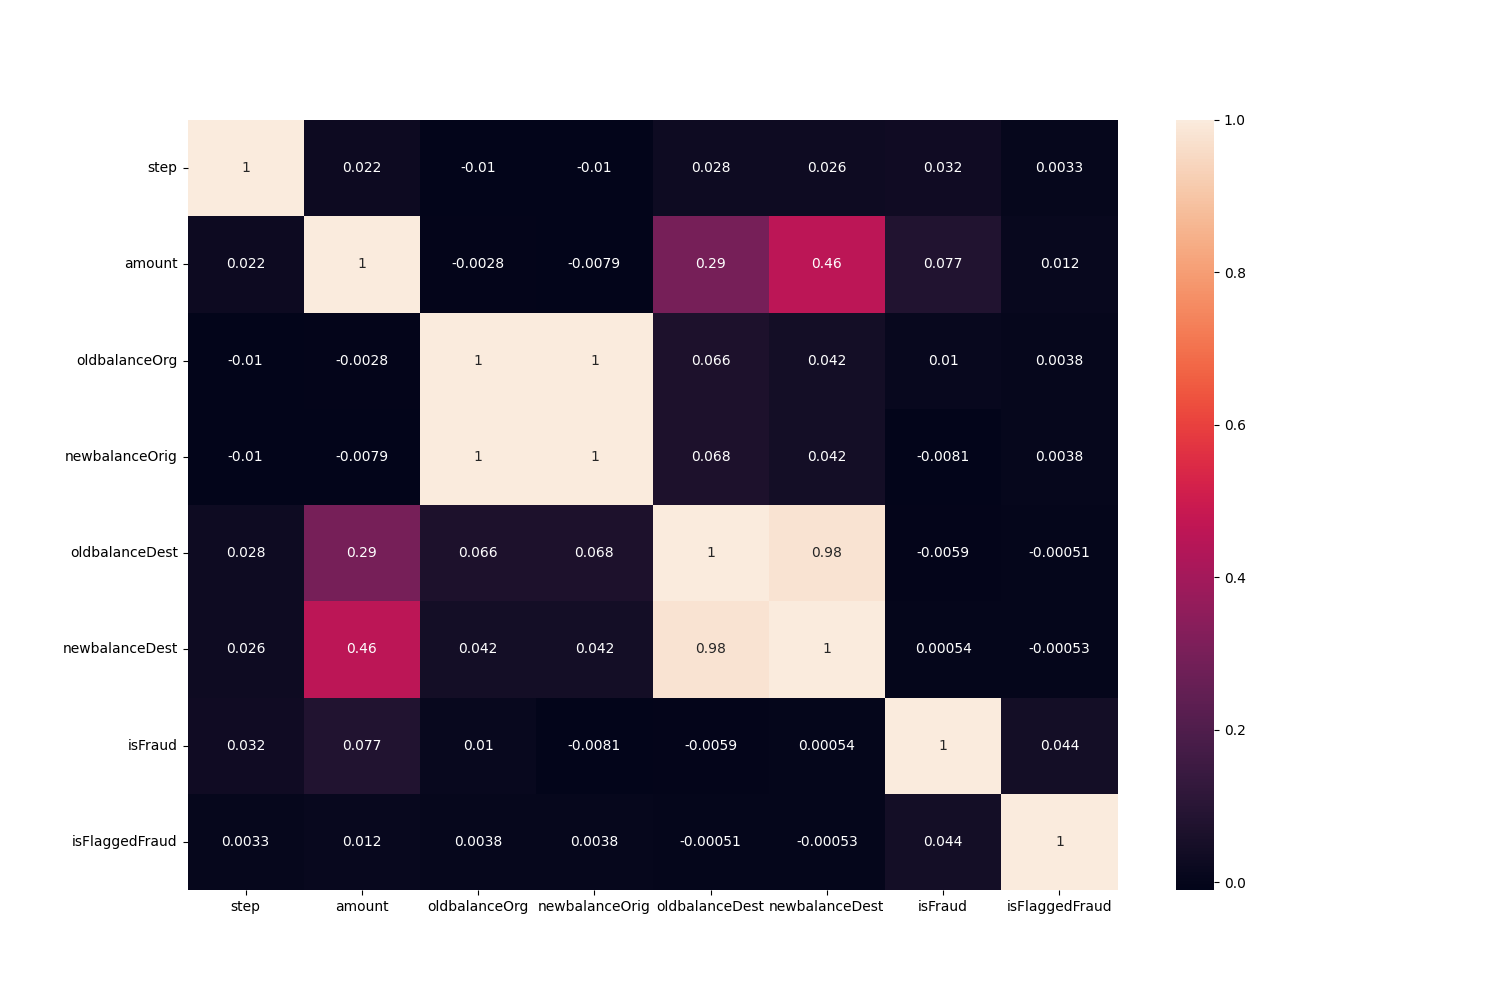 1.0
step 1 0.022 -0.01 -0.01 0.028 0.026 0.032 0.0033
amount 0.022 1 -0.0028 -0.0079 0.29 0.46 0.077 0.012
0.8
oldbalanceOrg -0.01 -0.0028 1 1 0.066 0.042 0.01 0.0038
0.6
newbalanceOrig -0.01 -0.0079 1 1 0.068 0.042 -0.0081 0.0038
oldbalanceDest 0.028 0.29 0.066 0.068 1 0.98 -0.0059 -0.00051
0.4
newbalanceDest 0.026 0.46 0.042 0.042 0.98 1 0.00054 -0.00053
0.2
isFraud 0.032 0.077 0.01 -0.0081 -0.0059 0.00054 1 0.044
isFlaggedFraud 0.0033 0.012 0.0038 0.0038 -0.00051 -0.00053 0.044 1
0.0
step amount oldbalanceOrg newbalanceOrig oldbalanceDest newbalanceDest isFraud isFlaggedFraud